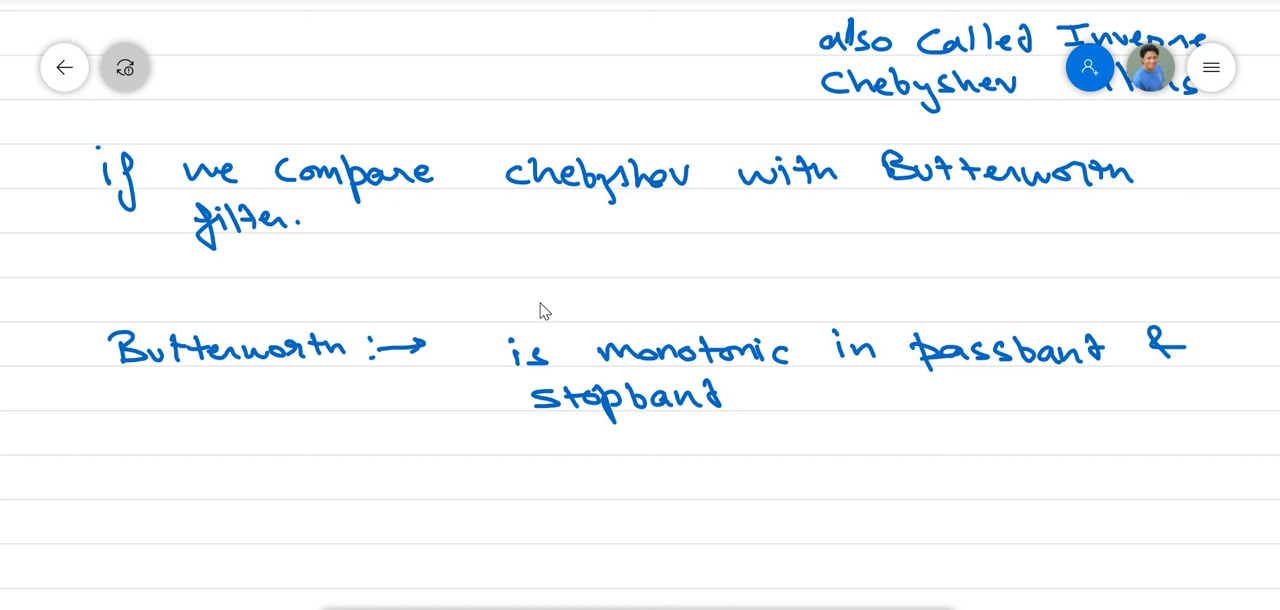 also called Inverse
Chebyshev
if we compare chebyshev with Butterworth
filter.
Butterworth :→ is monotonic in passband &
stopband